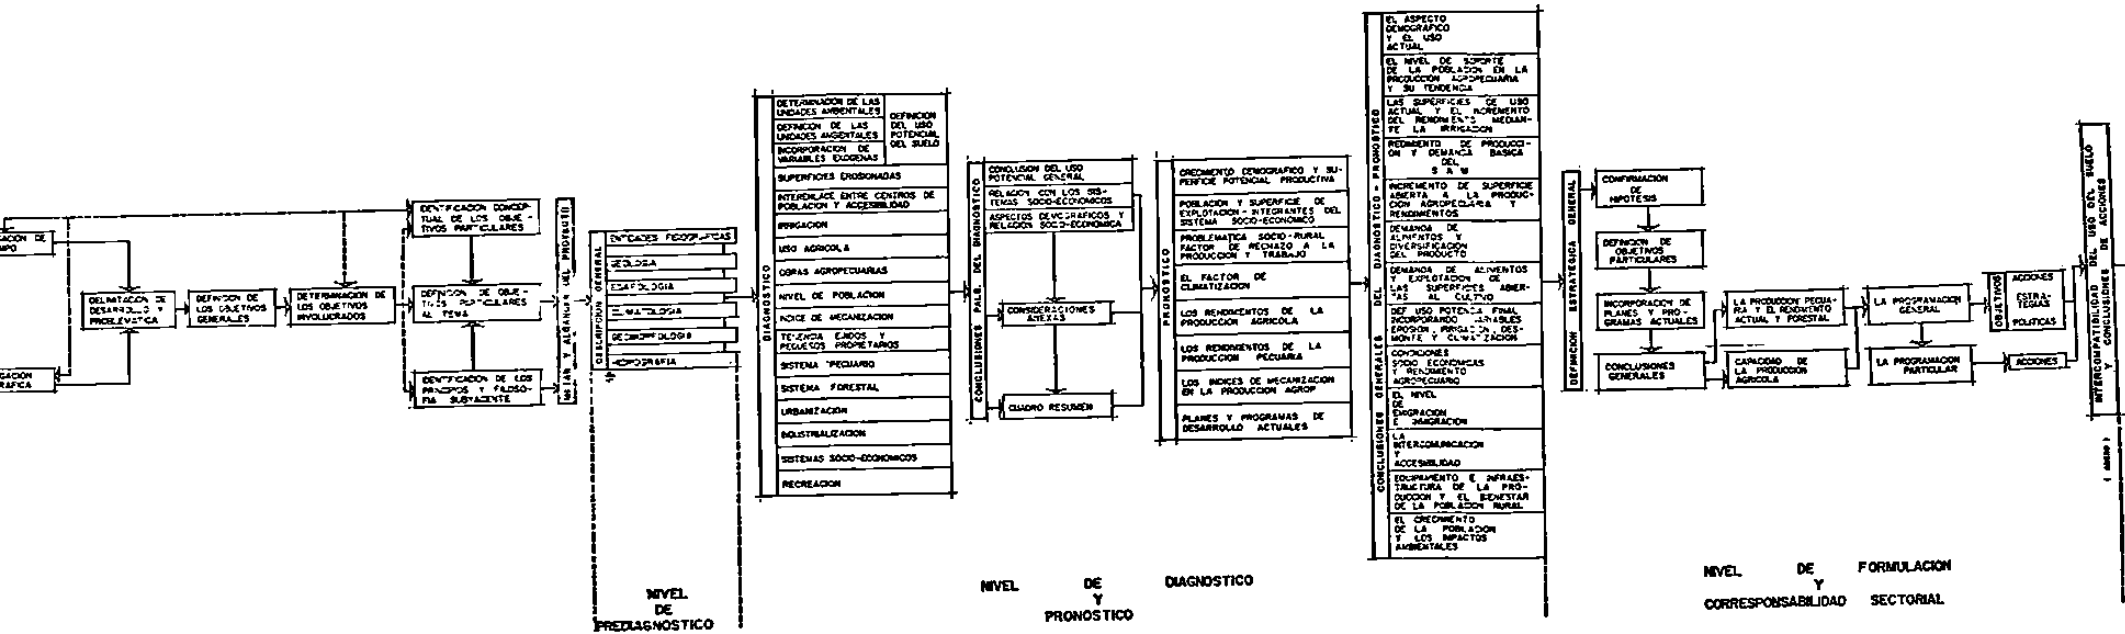 DELIMITACION DE
DESARROLLO Y
PROBLEMATICA
DEFINICION DE
LOS OBJETIVOS
GENERALES
DETERMINACION DE
LOS OBJETIVOS
INVOLUCRADOS
IDENTIFICACION CONCEP-
TUAL DE LOS OBJE-
TIVOS PARTICULARES
DEFINICION DE OBJE-
TIVOS PARTICULARES
AL TEMA
IDENTIFICACION DE LOS
PRINCIPIOS Y FILOSO-
FIA SUBYACENTE
Y ALCANCES DEL PROYECTO
DESCRIPCION GENERAL
ENTIDADES FISIOGRAFICAS
GEOLOGIA
EDAFOLOGIA
CLIMATOLOGIA
GEOMORFOLOGIA
HIDROGRAFIA
NIVEL
DE
PREDIAGNOSTICO
DIAGNOSTICO
DETERMINACION DE LAS
UNIDADES AMBIENTALES
DEFINICION DE LAS
UNIDADES AMBIENTALES
INCORPORACION DE
VARIABLES EXOGENAS
DEFINICION
DEL USO
POTENCIAL
DEL SUELO
SUPERFICIES EROSIONADAS
INTERENLACE ENTRE CENTROS DE
POBLACION Y ACCESIBILIDAD
IRRIGACION
USO AGRICOLA
OBRAS AGROPECUARIAS
NIVEL DE POBLACION
INDICE DE MECANIZACION
TENENCIA EJIDOS Y
PEQUEÑOS PROPIETARIOS
SISTEMA PECUARIO
SISTEMA FORESTAL
URBANIZACION
INDUSTRIALIZACION
SISTEMAS SOCIO-ECONOMICOS
RECREACION
CONCLUSIONES PALS. DEL DIAGNOSTICO
CONCLUSION DEL USO
POTENCIAL GENERAL
RELACION CON LOS SIS-
TEMAS SOCIO-ECONOMICOS
ASPECTOS DEMOGRAFICOS Y
RELACION SOCIO-ECONOMICA
CONSIDERACIONES
ANEXAS
CUADRO RESUMEN
PRONOSTICO
CRECIMIENTO DEMOGRAFICO Y SU-
PERFICIE POTENCIAL PRODUCTIVA
POBLACION Y SUPERFICIE DE
EXPLOTACION-INTEGRANTES DEL
SISTEMA SOCIO-ECONOMICO
PROBLEMATICA SOCIO-RURAL
FACTOR DE RECHAZO A LA
PRODUCCION Y TRABAJO
EL FACTOR DE
CLIMATIZACION
LOS RENDIMIENTOS DE LA
PRODUCCION AGRICOLA
LOS RENDIMIENTOS DE LA
PRODUCCION PECUARIA
LOS INDICES DE MECANIZACION
EN LA PRODUCCION AGROP
PLANES Y PROGRAMAS DE
DESARROLLO ACTUALES
NIVEL DE DIAGNOSTICO
Y
PRONOSTICO
CONCLUSIONES GENERALES DEL DIAGNOSTICO-PRONOSTICO
EL ASPECTO
DEMOGRAFICO
Y EL USO
ACTUAL
EL NIVEL DE SOPORTE
DE LA POBLACION EN LA
PRODUCCION AGROPECUARIA
Y SU TENDENCIA
LAS SUPERFICIES DE USO
ACTUAL Y EL INCREMENTO
DEL RENDIMIENTO MEDIAN-
TE LA IRRIGACION
REDIMIENTO DE PRODUCCI-
ON Y DEMANDA BASICA
DEL
S A M
INCREMENTO DE SUPERFICIE
ABIERTA A LA PRODUC-
CION AGROPECUARIA Y
RENDIMIENTOS
DEMANDA DE
ALIMENTOS Y
DIVERSIFICACION
DEL PRODUCTO
DEMANDA DE ALIMENTOS
Y EXPLOTACION DE
LAS SUPERFICIES ABIER-
TAS AL CULTIVO
DEF USO POTENCIAL FINAL
INCORPORANDO VARIABLES
EROSION, IRRIGACION, DES-
MONTE Y CLIMATIZACION
CONDICIONES
SOCIO ECONOMICAS
Y RENDIMIENTO
AGROPECUARIO
EL NIVEL
DE
EMIGRACION
E INMIGRACION
LA
INTERCOMUNICACION
Y
ACCESIBILIDAD
EQUIPAMIENTO E INFRAES-
TRUCTURA DE LA PRO-
DUCCION Y EL BIENESTAR
DE LA POBLACION RURAL
EL CRECIMIENTO
DE LA POBLACION
Y LOS IMPACTOS
AMBIENTALES
DEFINICION ESTRATEGICA GENERAL
CONFIRMACION
DE
HIPOTESIS
DEFINICION DE
OBJETIVOS
PARTICULARES
INCORPORACION DE
PLANES Y PRO-
GRAMAS ACTUALES
CONCLUSIONES
GENERALES
LA PRODUCCION PECUA-
RIA Y EL RENDIMIENTO
ACTUAL Y FORESTAL
CAPACIDAD DE
LA PRODUCCION
AGRICOLA
LA PROGRAMACION
GENERAL
LA PROGRAMACION
PARTICULAR
OBJETIVOS
ACCIONES
ESTRA-
TEGIAS
POLITICAS
ACCIONES
INTERCOMPATIBILIDAD DEL USO DEL SUELO
Y CONCLUSIONES DE ACCIONES
NIVEL DE FORMULACION
Y
CORRESPONSABILIDAD SECTORIAL